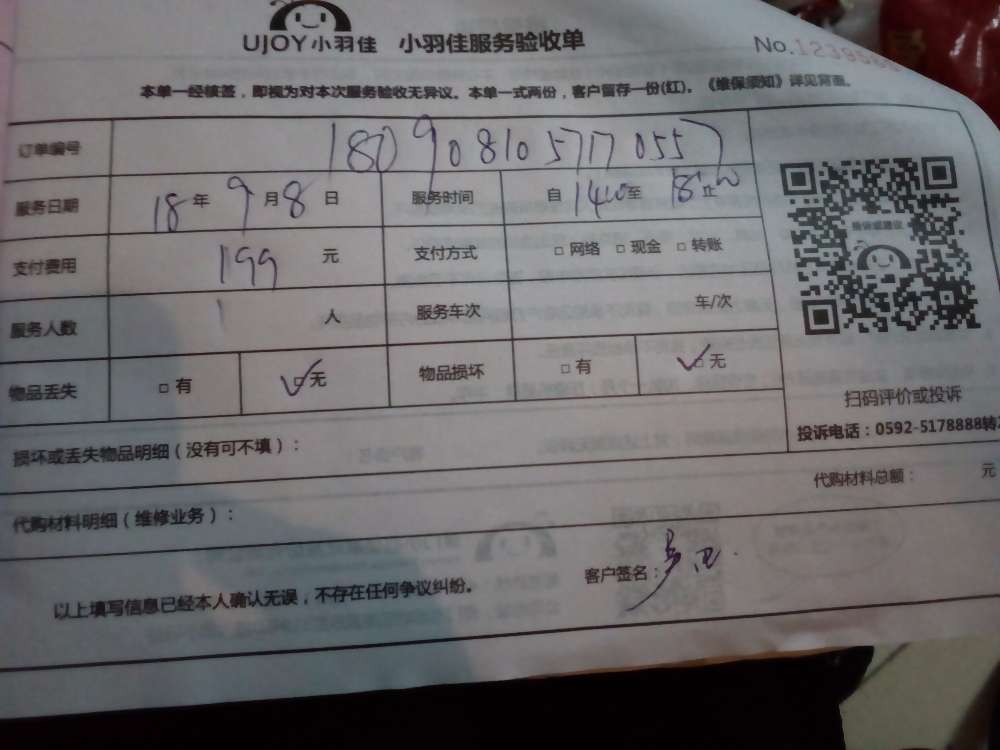 UJOY小羽佳 小羽佳服务验收单
No.123958
本单一经核签，即视为对本次服务验收无异议。本单一式两份，客户留存一份(红)。《维保须知》详见背面。
订单编号 18090810571710557
服务日期 18年9月8日 服务时间 自14:00至18:00
支付费用 199元 支付方式 □网络 □现金 □转账
服务人数 1人 服务车次 车/次
物品丢失 □有 ☑无 物品损坏 □有 ☑无
投诉或建议
扫码评价或投诉
投诉电话：0592-5178888转
损坏或丢失物品明细（没有可不填）：
代购材料明细（维修业务）： 代购材料总额： 元
以上填写信息已经本人确认无误，不存在任何争议纠纷。 客户签名：